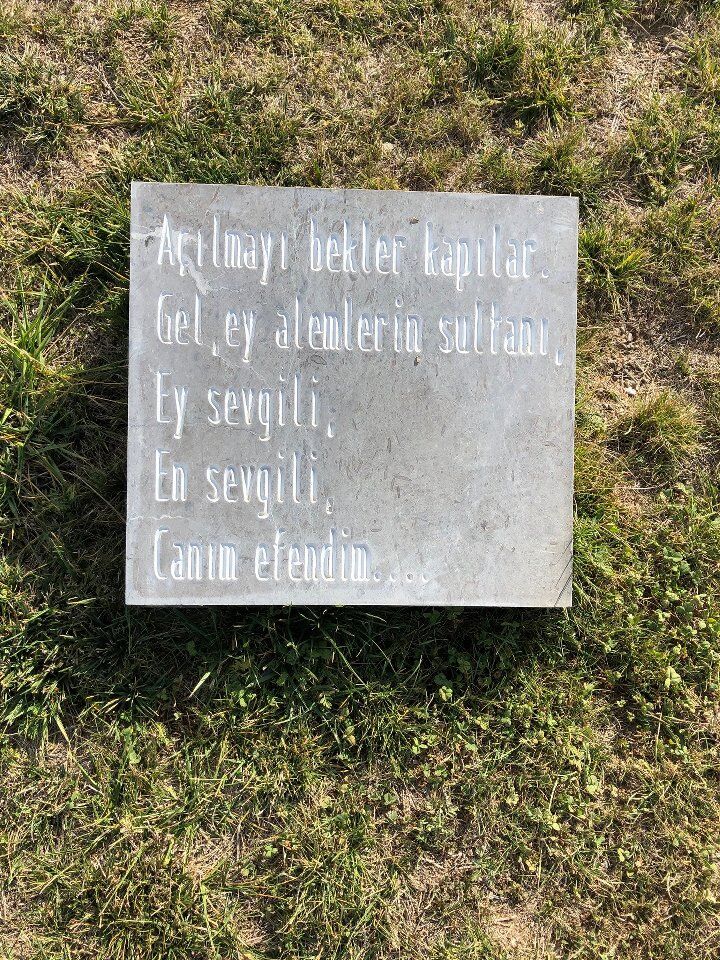 Açılmayı bekler kapılar.
Gel, ey alemlerin sultanı,
Ey sevgili,
En sevgili,
Canım efendim....